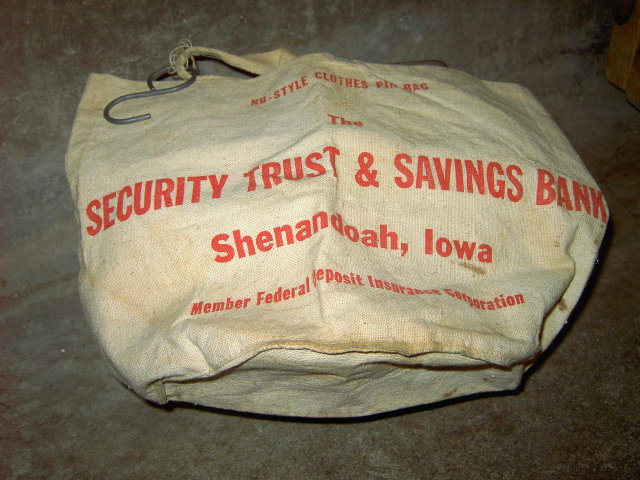 NU-STYLE CLOTHES PIN BAG
The
SECURITY TRUST & SAVINGS BANK
Shenandoah, Iowa
Member Federal Deposit Insurance Corporation